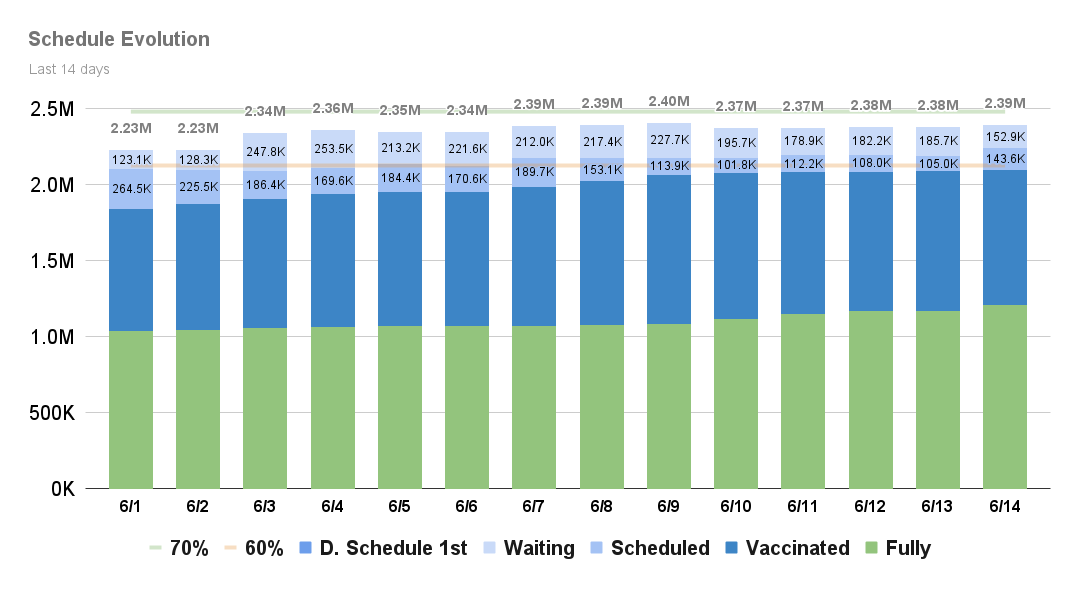 Schedule Evolution
Last 14 days
2.5M
2.0M
1.5M
1.0M
500K
0K
2.23M 2.23M 2.34M 2.36M 2.35M 2.34M 2.39M 2.39M 2.40M 2.37M 2.37M 2.38M 2.38M 2.39M
123.1K 128.3K 247.8K 253.5K 213.2K 221.6K 212.0K 217.4K 227.7K 195.7K 178.9K 182.2K 185.7K 152.9K
264.5K 225.5K 186.4K 169.6K 184.4K 170.6K 189.7K 153.1K 113.9K 101.8K 112.2K 108.0K 105.0K 143.6K
6/1 6/2 6/3 6/4 6/5 6/6 6/7 6/8 6/9 6/10 6/11 6/12 6/13 6/14
70% 60% D. Schedule 1st Waiting Scheduled Vaccinated Fully